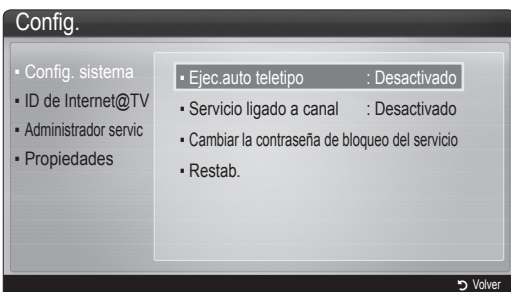 Config.
▪ Config. sistema
▪ ID de Internet@TV
▪ Administrador servic
▪ Propiedades
▪ Ejec.auto teletipo : Desactivado
▪ Servicio ligado a canal : Desactivado
▪ Cambiar la contraseña de bloqueo del servicio
▪ Restab.
Volver